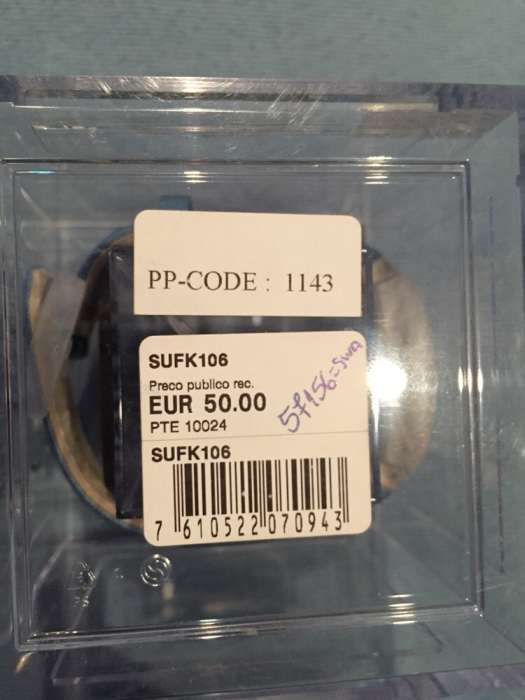 PP-CODE : 1143
SUFK106
Preco publico rec.
EUR 50.00
PTE 10024
SUFK106
7 610522 070943